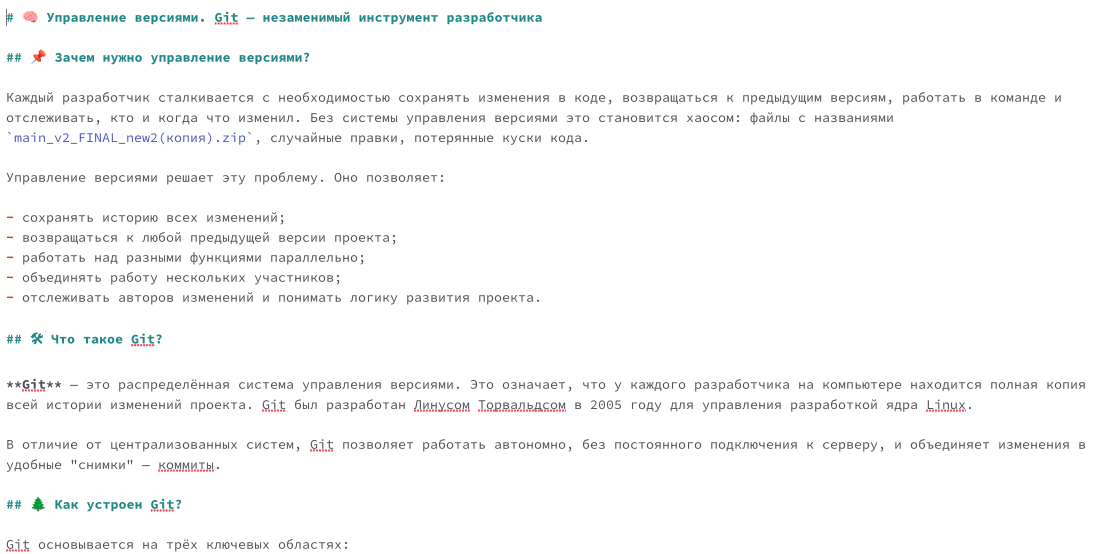 # 🧠 Управление версиями. Git — незаменимый инструмент разработчика
## 📌 Зачем нужно управление версиями?
Каждый разработчик сталкивается с необходимостью сохранять изменения в коде, возвращаться к предыдущим версиям, работать в команде и
отслеживать, кто и когда что изменил. Без системы управления версиями это становится хаосом: файлы с названиями
`main_v2_FINAL_new2(копия).zip`, случайные правки, потерянные куски кода.
Управление версиями решает эту проблему. Оно позволяет:
- сохранять историю всех изменений;
- возвращаться к любой предыдущей версии проекта;
- работать над разными функциями параллельно;
- объединять работу нескольких участников;
- отслеживать авторов изменений и понимать логику развития проекта.
## 🛠 Что такое Git?
**Git** — это распределённая система управления версиями. Это означает, что у каждого разработчика на компьютере находится полная копия
всей истории изменений проекта. Git был разработан Линусом Торвальдсом в 2005 году для управления разработкой ядра Linux.
В отличие от централизованных систем, Git позволяет работать автономно, без постоянного подключения к серверу, и объединяет изменения в
удобные "снимки" — коммиты.
## 🌲 Как устроен Git?
Git основывается на трёх ключевых областях: